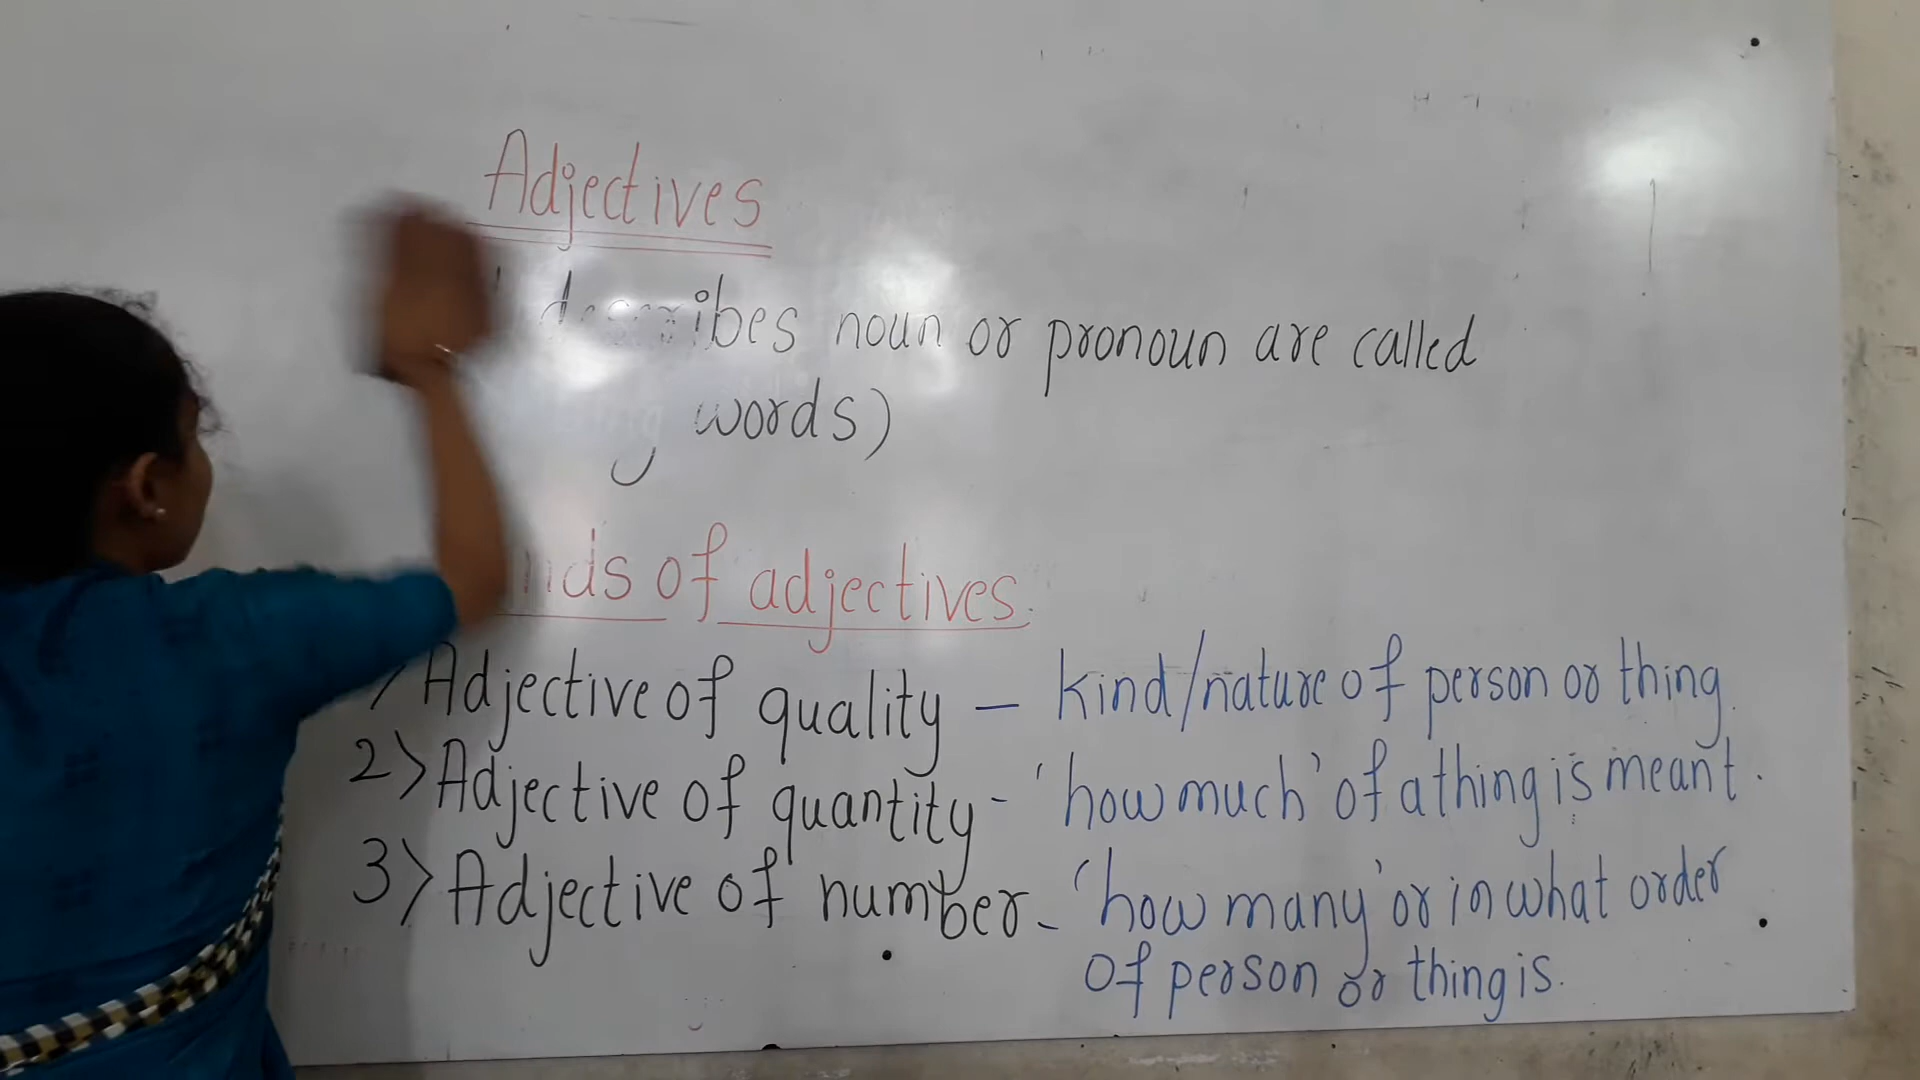 Adjectives
describes noun or pronoun are called
words)
of adjectives.
Adjective of quality - kind/nature of person or thing.
2) Adjective of quantity - 'how much' of a thing is meant.
3) Adjective of number - 'how many' or in what order
of person or thing is.